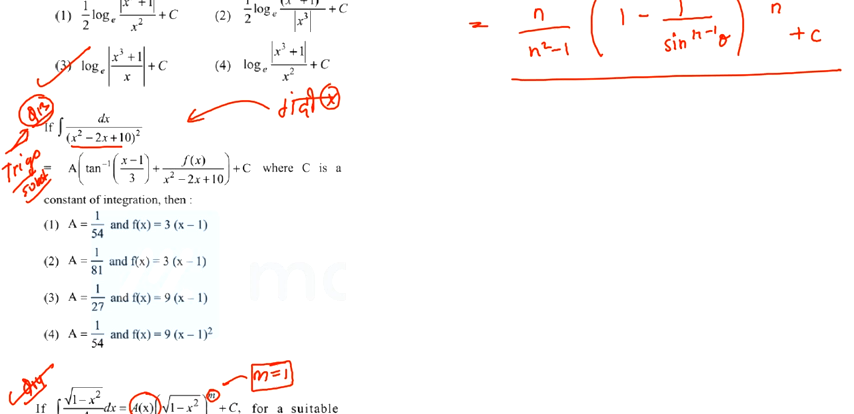 (1) 1/2 log_e |x³+1|/x² + C (2) 1/2 log_e (x³+1)/|x³| + C
(3) log_e |x³+1/x| + C (4) log_e |x³+1|/x² + C
= n/n²-1 (1 - 1/sin^{n-1}θ)^n + C
Q13
If ∫ dx/(x² – 2x + 10)²
Trigo
= A(tan⁻¹((x–1)/3) + f(x)/(x² – 2x + 10)) + C where C is a
subst
constant of integration, then :
(1) A = 1/54 and f(x) = 3 (x – 1)
(2) A = 1/81 and f(x) = 3 (x – 1)
(3) A = 1/27 and f(x) = 9 (x – 1)
(4) A = 1/54 and f(x) = 9 (x – 1)²
m=1
If ∫ √(1–x²) dx = A(x)(√(1–x²))^m + C, for a suitable